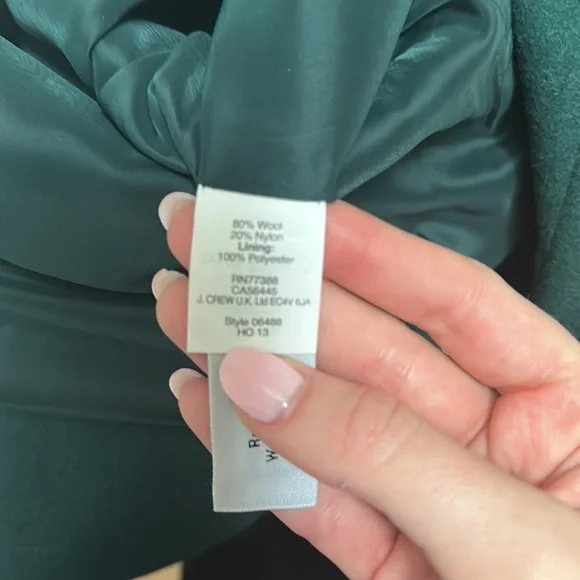 80% Wool
20% Nylon
Lining:
100% Polyester
RN77388
CA56445
J. CREW U.K. Ltd EC4V 6JA
Style 06488
HO 13